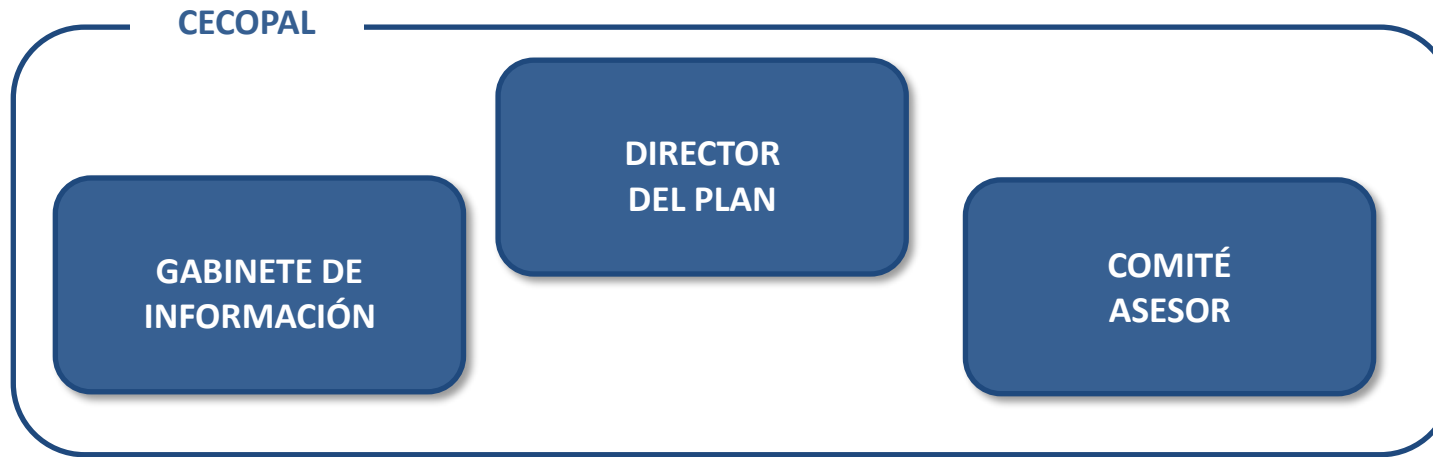 CECOPAL
DIRECTOR
DEL PLAN
GABINETE DE
INFORMACIÓN
COMITÉ
ASESOR